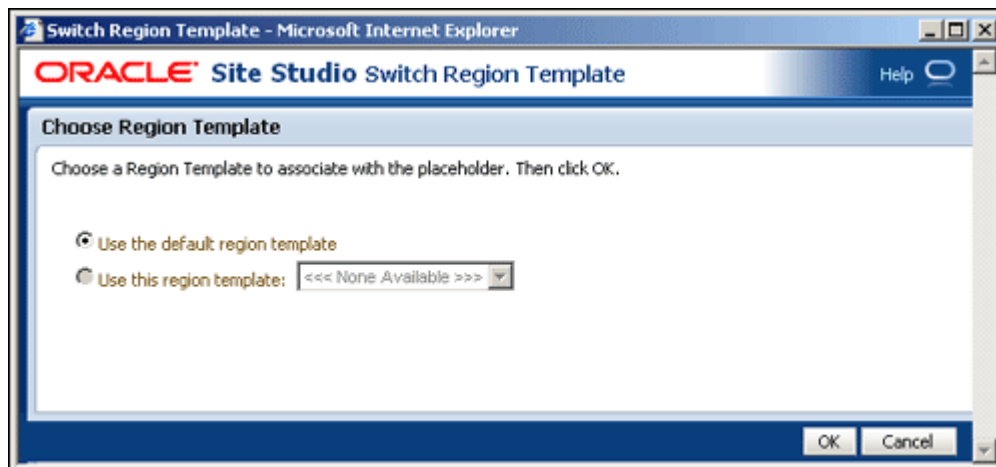 Switch Region Template - Microsoft Internet Explorer
ORACLE Site Studio Switch Region Template
Help
Choose Region Template
Choose a Region Template to associate with the placeholder. Then click OK.
Use the default region template
Use this region template: <<< None Available >>>
OK Cancel